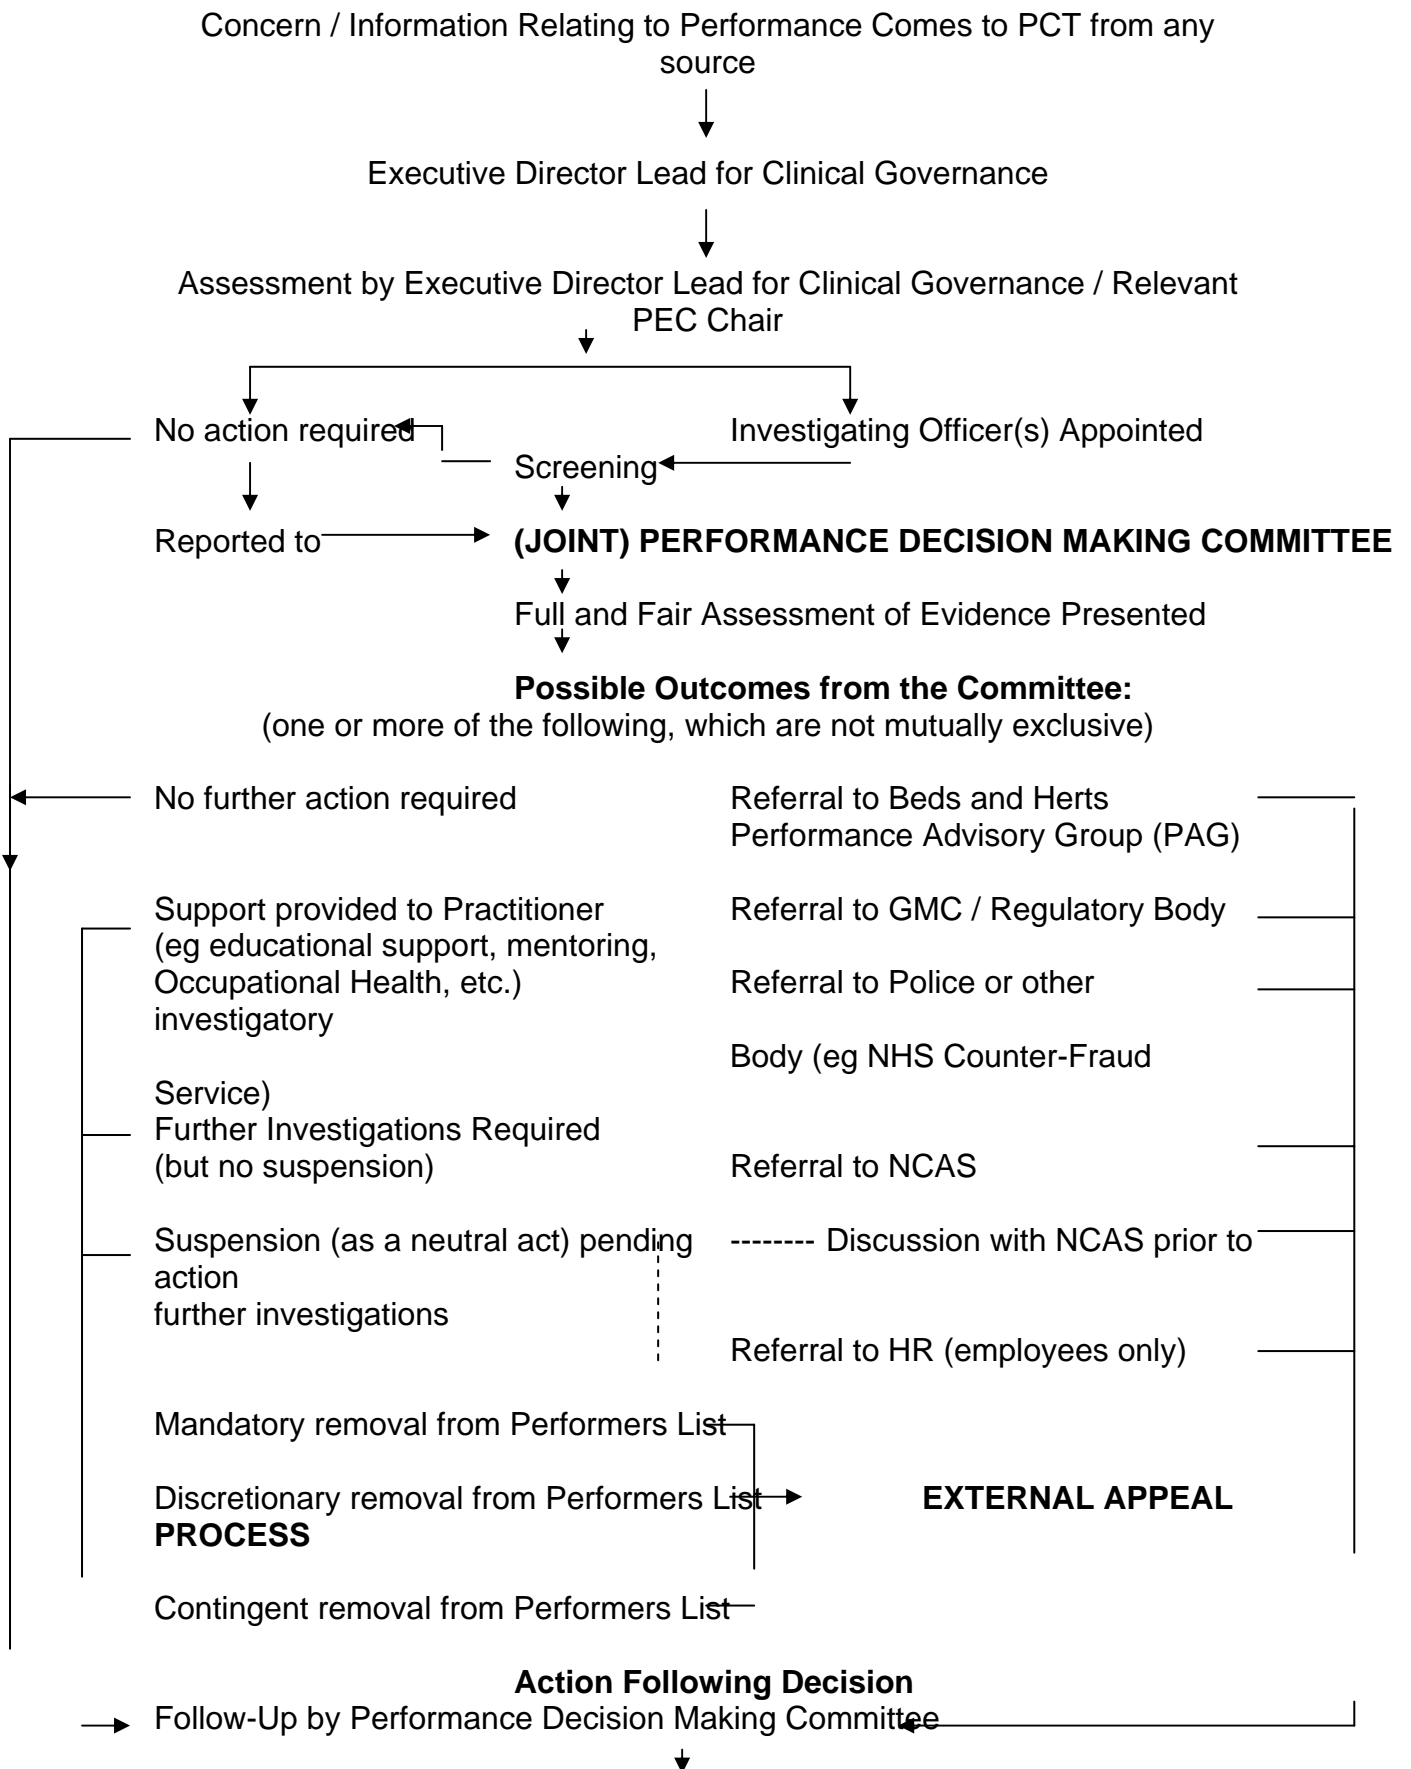 Concern / Information Relating to Performance Comes to PCT from any
source
Executive Director Lead for Clinical Governance
Assessment by Executive Director Lead for Clinical Governance / Relevant
PEC Chair
No action required
Investigating Officer(s) Appointed
Screening
Reported to
(JOINT) PERFORMANCE DECISION MAKING COMMITTEE
Full and Fair Assessment of Evidence Presented
Possible Outcomes from the Committee:
(one or more of the following, which are not mutually exclusive)
No further action required
Referral to Beds and Herts
Performance Advisory Group (PAG)
Support provided to Practitioner
Referral to GMC / Regulatory Body
(eg educational support, mentoring,
Occupational Health, etc.)
Referral to Police or other
investigatory
Body (eg NHS Counter-Fraud
Service)
Further Investigations Required
(but no suspension)
Referral to NCAS
Suspension (as a neutral act) pending
-------- Discussion with NCAS prior to
action
further investigations
Referral to HR (employees only)
Mandatory removal from Performers List
Discretionary removal from Performers List
EXTERNAL APPEAL
PROCESS
Contingent removal from Performers List
Action Following Decision
Follow-Up by Performance Decision Making Committee